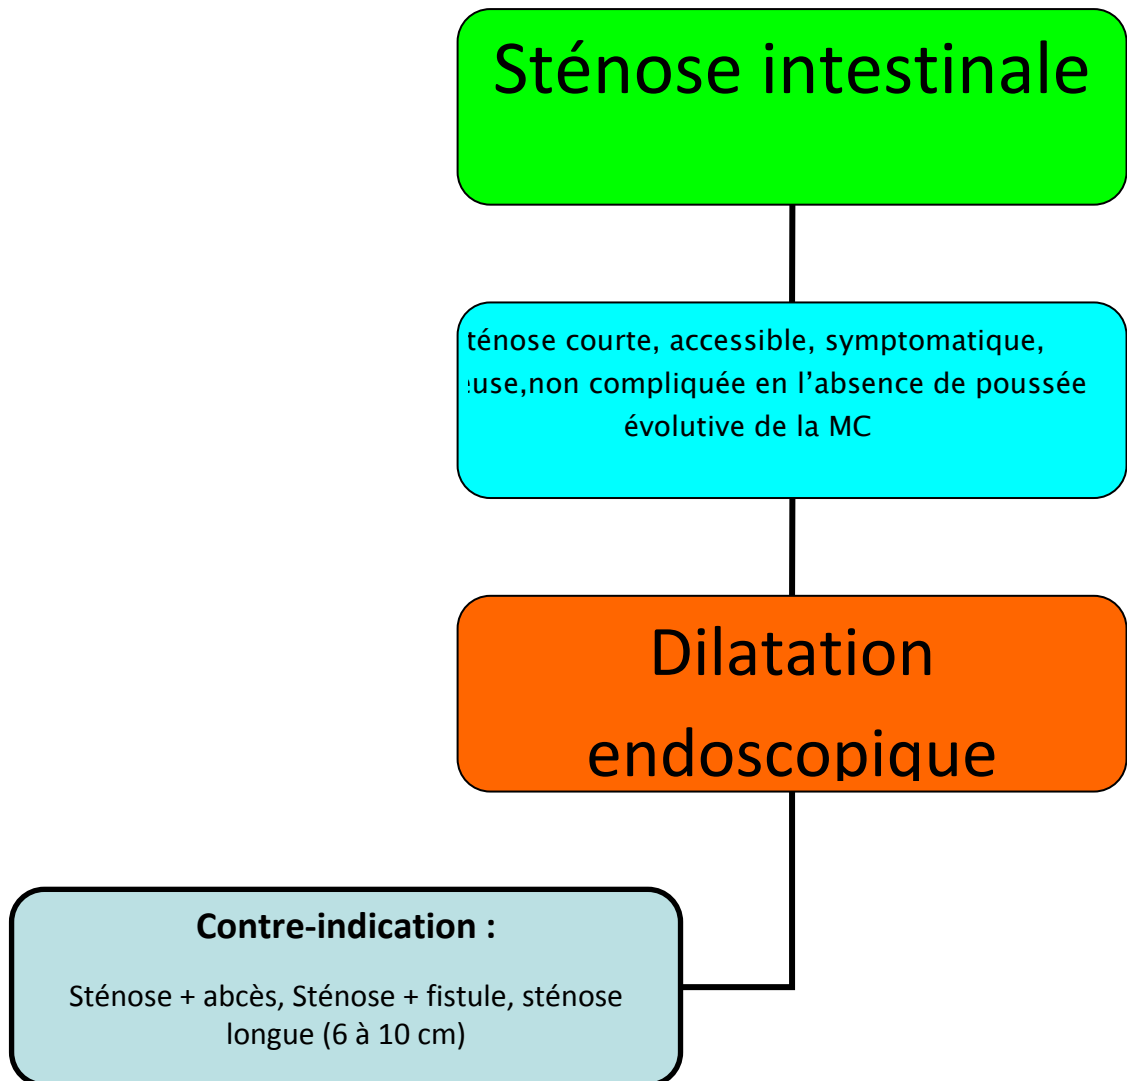 Sténose intestinale
ténose courte, accessible, symptomatique,
euse,non compliquée en l’absence de poussée
évolutive de la MC
Dilatation
endoscopique
Contre-indication :
Sténose + abcès, Sténose + fistule, sténose
longue (6 à 10 cm)